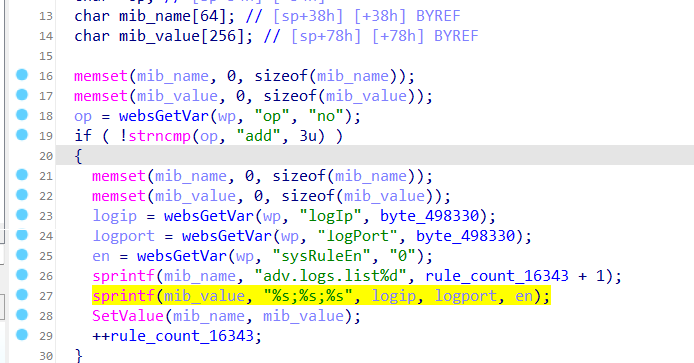 13 char mib_name[64]; // [sp+38h] [+38h] BYREF
14 char mib_value[256]; // [sp+78h] [+78h] BYREF
15
16 memset(mib_name, 0, sizeof(mib_name));
17 memset(mib_value, 0, sizeof(mib_value));
18 op = websGetVar(wp, "op", "no");
19 if ( !strncmp(op, "add", 3u) )
20 {
21 memset(mib_name, 0, sizeof(mib_name));
22 memset(mib_value, 0, sizeof(mib_value));
23 logip = websGetVar(wp, "logIp", byte_498330);
24 logport = websGetVar(wp, "logPort", byte_498330);
25 en = websGetVar(wp, "sysRuleEn", "0");
26 sprintf(mib_name, "adv.logs.list%d", rule_count_16343 + 1);
27 sprintf(mib_value, "%s;%s;%s", logip, logport, en);
28 SetValue(mib_name, mib_value);
29 ++rule_count_16343;
30 }